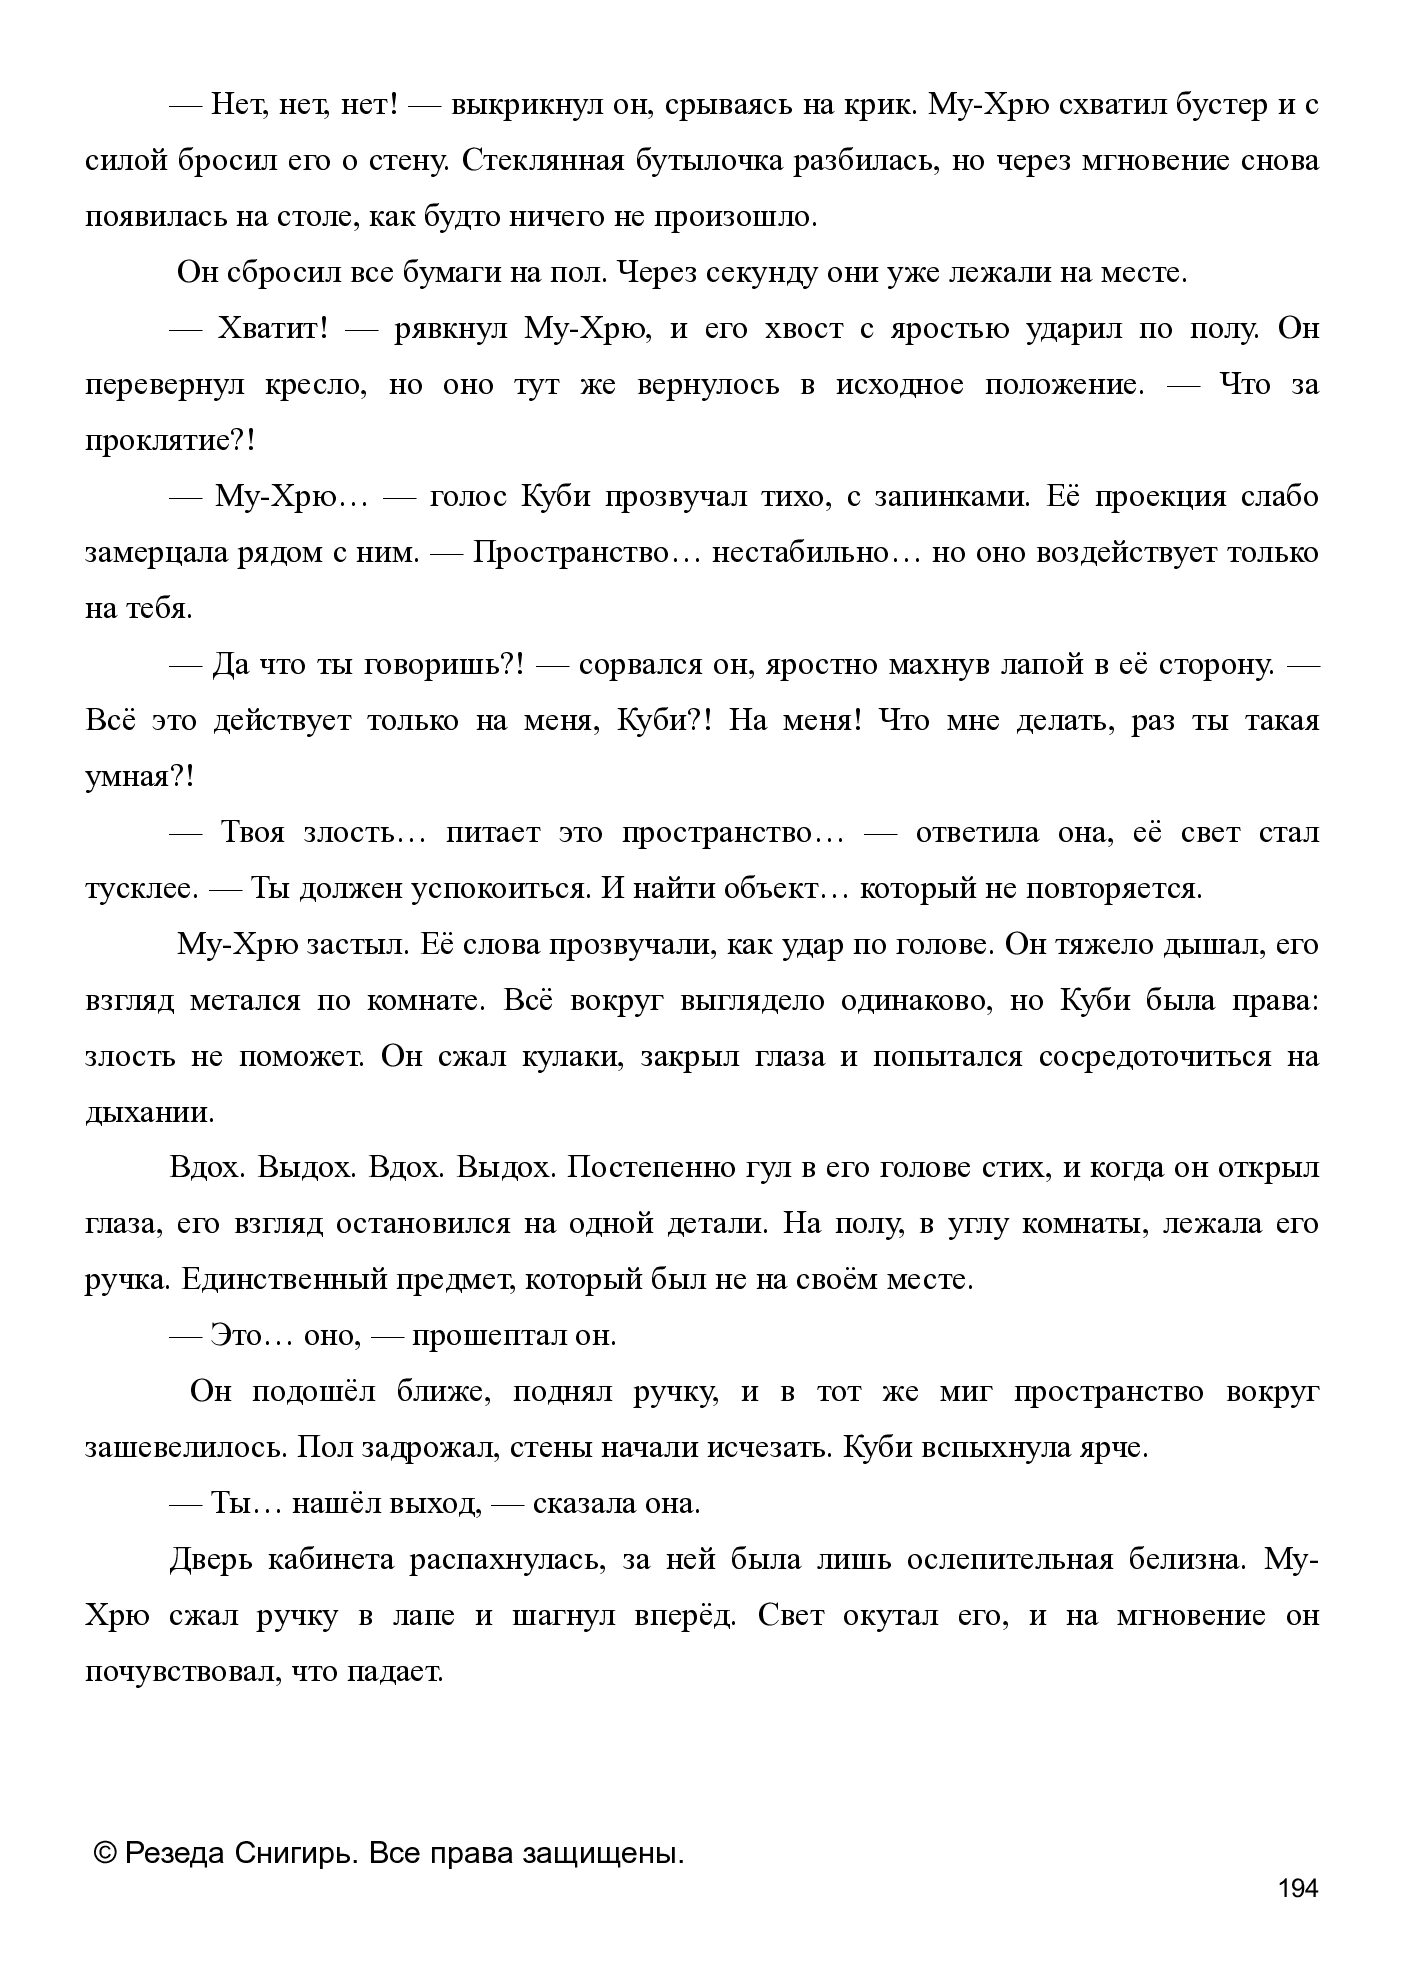 — Нет, нет, нет! — выкрикнул он, срываясь на крик. Му-Хрю схватил бустер и с
силой бросил его о стену. Стеклянная бутылочка разбилась, но через мгновение снова
появилась на столе, как будто ничего не произошло.
Он сбросил все бумаги на пол. Через секунду они уже лежали на месте.
— Хватит! — рявкнул Му-Хрю, и его хвост с яростью ударил по полу. Он
перевернул кресло, но оно тут же вернулось в исходное положение. — Что за
проклятие?!
— Му-Хрю… — голос Куби прозвучал тихо, с запинками. Её проекция слабо
замерцала рядом с ним. — Пространство… нестабильно… но оно воздействует только
на тебя.
— Да что ты говоришь?! — сорвался он, яростно махнув лапой в её сторону. —
Всё это действует только на меня, Куби?! На меня! Что мне делать, раз ты такая
умная?!
— Твоя злость… питает это пространство… — ответила она, её свет стал
тусклее. — Ты должен успокоиться. И найти объект… который не повторяется.
Му-Хрю застыл. Её слова прозвучали, как удар по голове. Он тяжело дышал, его
взгляд метался по комнате. Всё вокруг выглядело одинаково, но Куби была права:
злость не поможет. Он сжал кулаки, закрыл глаза и попытался сосредоточиться на
дыхании.
Вдох. Выдох. Вдох. Выдох. Постепенно гул в его голове стих, и когда он открыл
глаза, его взгляд остановился на одной детали. На полу, в углу комнаты, лежала его
ручка. Единственный предмет, который был не на своём месте.
— Это… оно, — прошептал он.
Он подошёл ближе, поднял ручку, и в тот же миг пространство вокруг
зашевелилось. Пол задрожал, стены начали исчезать. Куби вспыхнула ярче.
— Ты… нашёл выход, — сказала она.
Дверь кабинета распахнулась, за ней была лишь ослепительная белизна. Му-
Хрю сжал ручку в лапе и шагнул вперёд. Свет окутал его, и на мгновение он
почувствовал, что падает.
© Резеда Снигирь. Все права защищены.
194